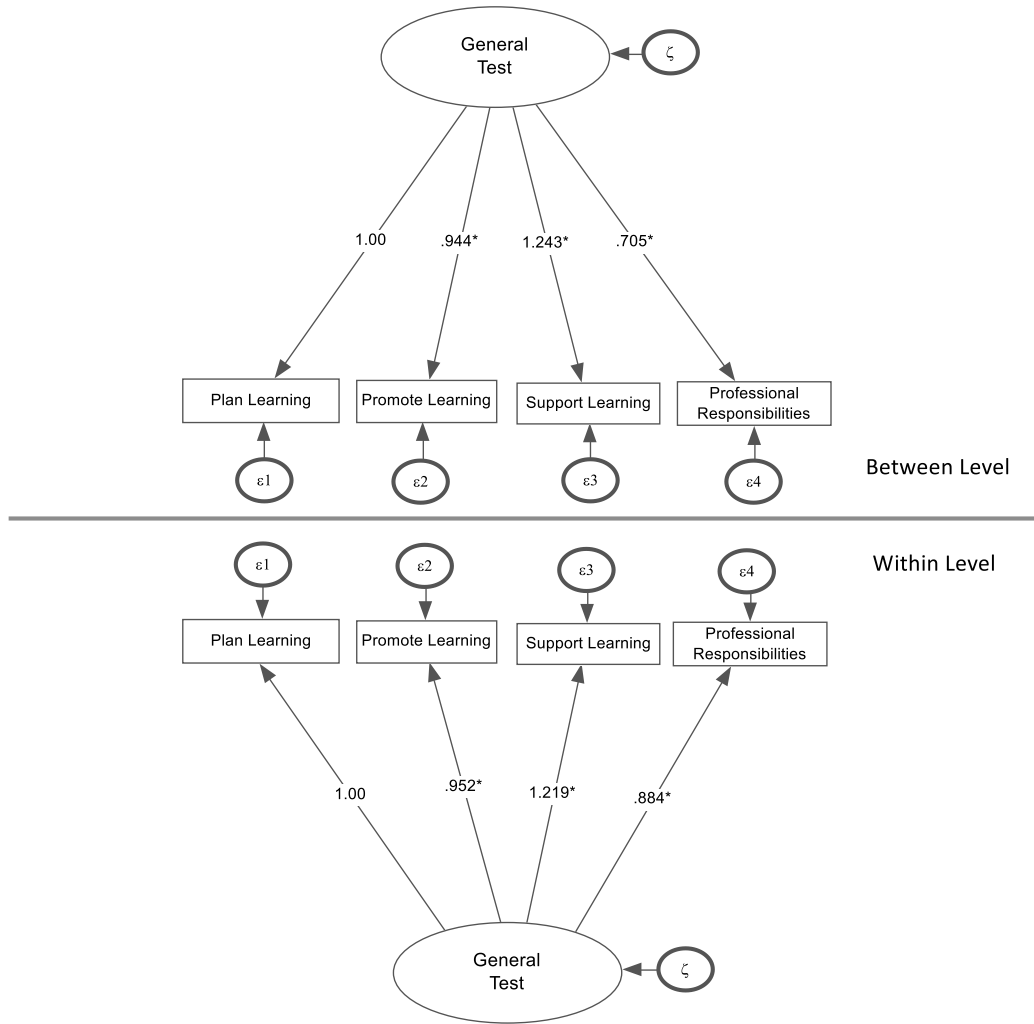 General
Test
ζ
1.00
.944*
1.243*
.705*
Plan Learning
Promote Learning
Support Learning
Professional
Responsibilities
ε1
ε2
ε3
ε4
Between Level
Within Level
ε1
ε2
ε3
ε4
Plan Learning
Promote Learning
Support Learning
Professional
Responsibilities
1.00
.952*
1.219*
.884*
General
Test
ζ